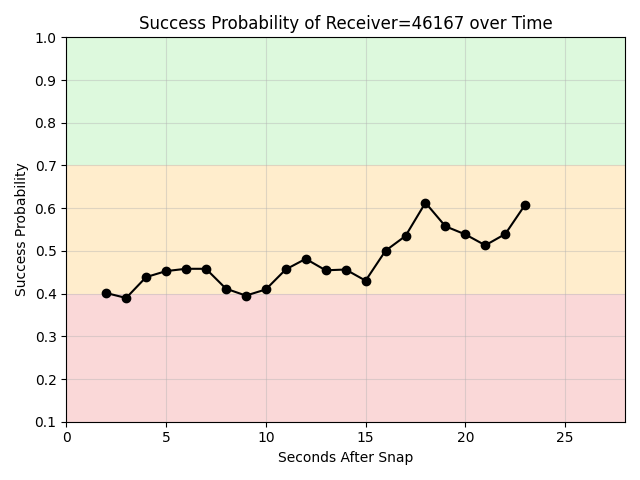 Success Probability of Receiver=46167 over Time
1.0
0.9
0.8
0.7
0.6
0.5
0.4
0.3
0.2
0.1
Success Probability
0 5 10 15 20 25
Seconds After Snap